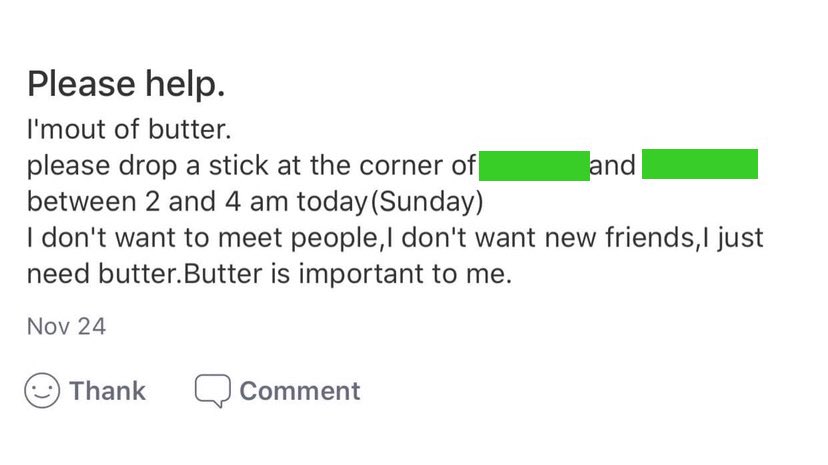 Please help.
I'mout of butter.
please drop a stick at the corner of and
between 2 and 4 am today(Sunday)
I don't want to meet people,I don't want new friends,I just
need butter.Butter is important to me.
Nov 24
Thank Comment